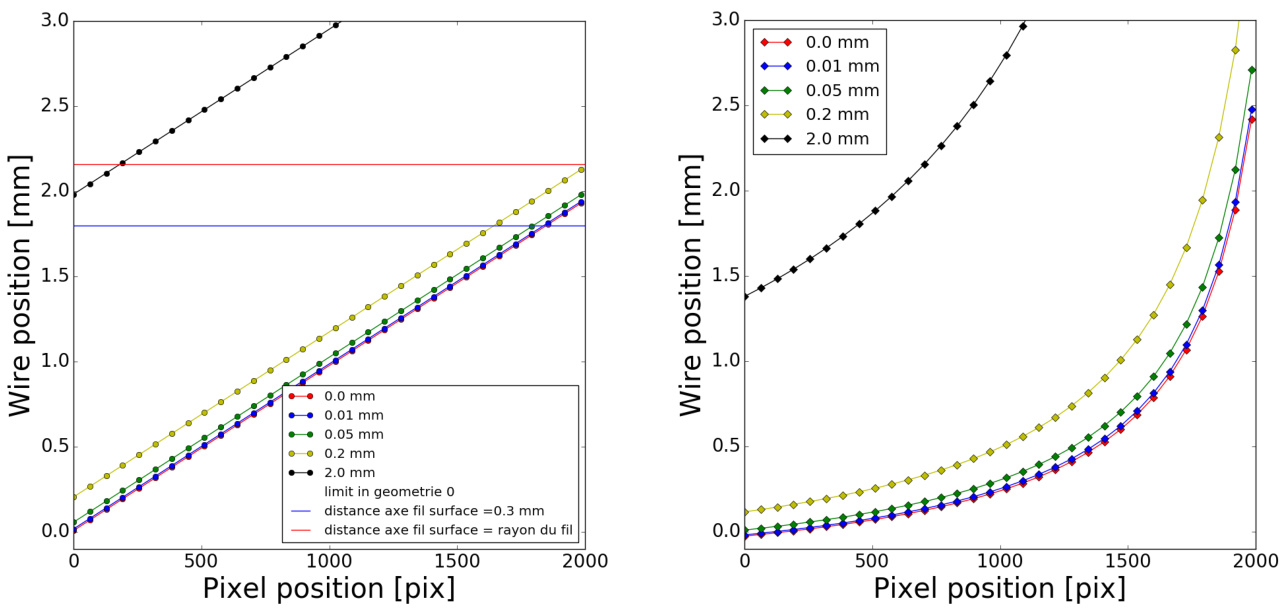 3.0
2.5
2.0
1.5
1.0
0.5
0.0
Wire position [mm]
0.0 mm
0.01 mm
0.05 mm
0.2 mm
2.0 mm
limit in geometrie 0
distance axe fil surface =0.3 mm
distance axe fil surface = rayon du fil
0 500 1000 1500 2000
Pixel position [pix]
3.0
2.5
2.0
1.5
1.0
0.5
0.0
Wire position [mm]
0.0 mm
0.01 mm
0.05 mm
0.2 mm
2.0 mm
0 500 1000 1500 2000
Pixel position [pix]